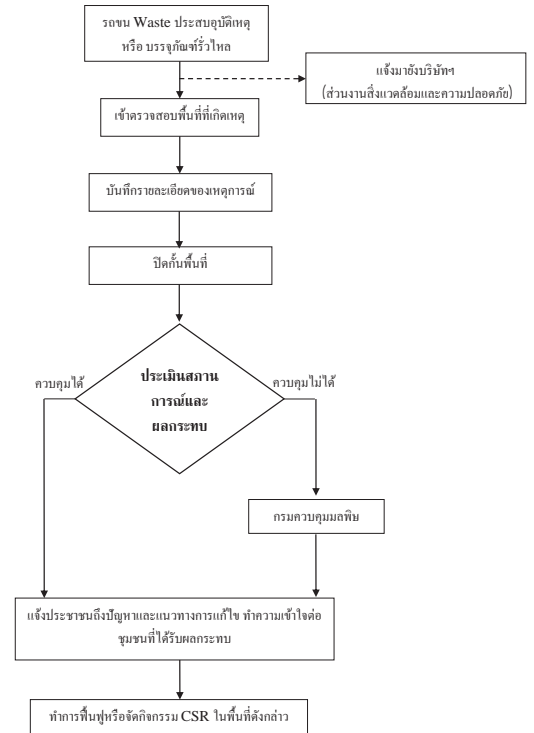 รถขน Waste ประสบอุบัติเหตุ
หรือ บรรจุภัณฑ์รั่วไหล
แจ้งมายังบริษัทฯ
(ส่วนงานสิ่งแวดล้อมและความปลอดภัย)
เข้าตรวจสอบพื้นที่ที่เกิดเหตุ
บันทึกรายละเอียดของเหตุการณ์
ปิดกั้นพื้นที่
ควบคุมได้
ประเมินสถาน
การณ์และ
ผลกระทบ
ควบคุมไม่ได้
กรมควบคุมมลพิษ
แจ้งประชาชนถึงปัญหาและแนวทางการแก้ไข ทำความเข้าใจต่อ
ชุมชนที่ได้รับผลกระทบ
ทำการฟื้นฟูหรือจัดกิจกรรม CSR ในพื้นที่ดังกล่าว